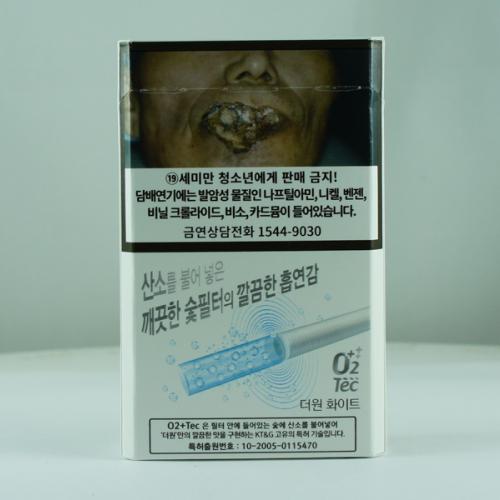 ⑲세미만 청소년에게 판매 금지!
담배연기에는 발암성 물질인 나프틸아민, 니켈, 벤젠,
비닐 크롤라이드, 비소, 카드뮴이 들어있습니다.
금연상담전화 1544-9030
산소를 불어 넣은
깨끗한 숯필터의 깔끔한 흡연감
O2++
Tec
더원 화이트
O2+Tec 은 필터 안에 들어있는 숯에 산소를 불어넣어
'더원'만의 깔끔한 맛을 구현하는 KT&G 고유의 특허 기술입니다.
특허출원번호 : 10-2005-0115470